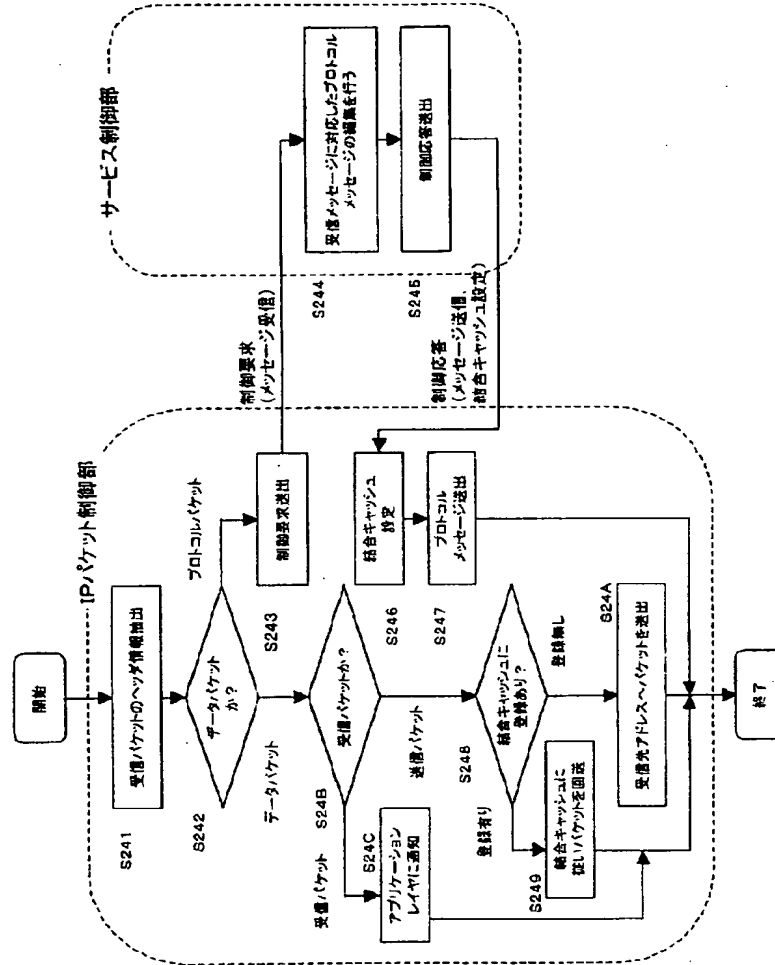 開始
IPパケット制御部
S241
受信パケットのヘッダ情報抽出
S242
データパケット
か?
プロトコルパケット
データパケット
S243
制御要求送出
制御要求
(メッセージ受信)
サービス制御部
S244
受信メッセージに対応したプロトコル
メッセージの編集を行う
S245
制御応答送出
制御応答
(メッセージ送信、
結合キャッシュ設定)
S246
結合キャッシュ
設定
S247
プロトコル
メッセージ送出
S24B
受信パケットか?
受信パケット
送信パケット
S24C
アプリケーション
レイヤに通知
S248
結合キャッシュに
登録あり?
登録有り
登録無し
S249
結合キャッシュに
従いパケットを回送
S24A
受信先アドレスへパケットを送出
終了